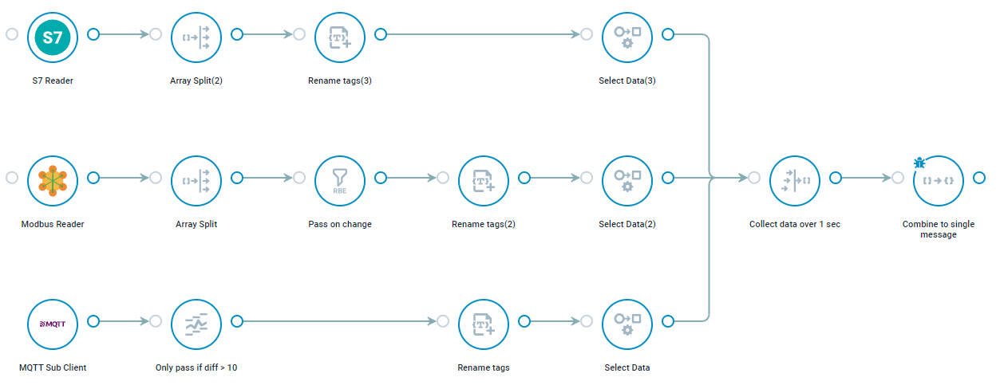 S7
{T}
S7 Reader
Array Split(2)
Rename tags(3)
Select Data(3)
RBE
{T}
Modbus Reader
Array Split
Pass on change
Rename tags(2)
Select Data(2)
Collect data over 1 sec
Combine to single
message
MQTT
{T}
MQTT Sub Client
Only pass if diff > 10
Rename tags
Select Data